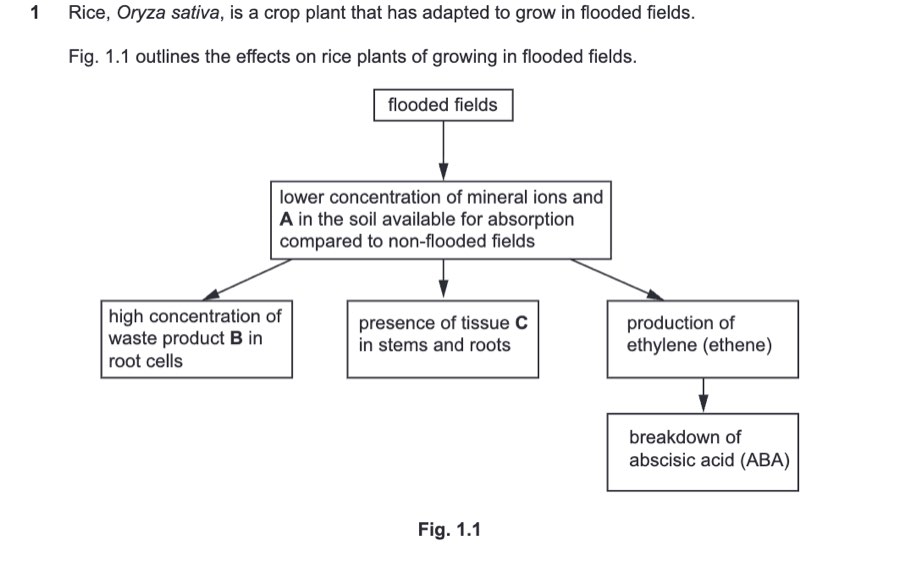 1 Rice, Oryza sativa, is a crop plant that has adapted to grow in flooded fields.
Fig. 1.1 outlines the effects on rice plants of growing in flooded fields.
flooded fields
lower concentration of mineral ions and
A in the soil available for absorption
compared to non-flooded fields
high concentration of
waste product B in
root cells
presence of tissue C
in stems and roots
production of
ethylene (ethene)
breakdown of
abscisic acid (ABA)
Fig. 1.1